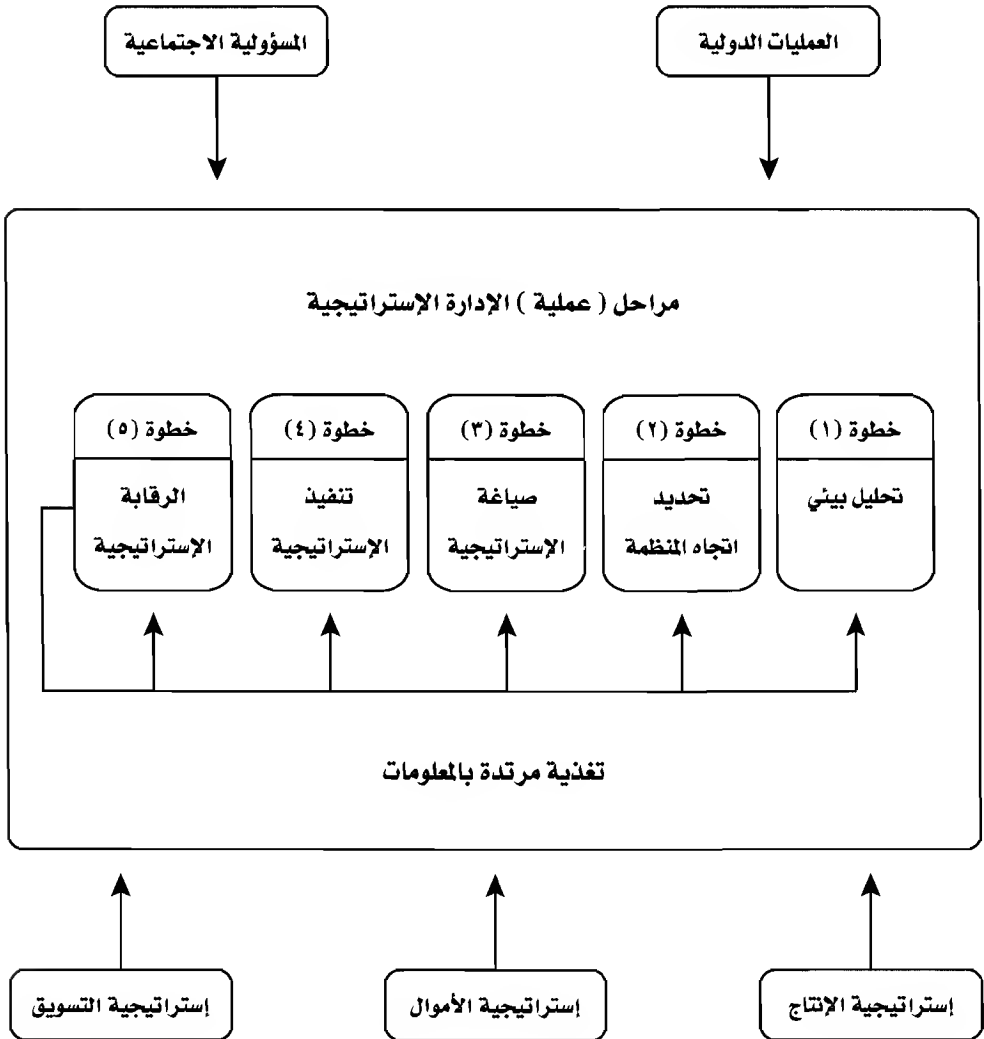 العمليات الدولية
المسؤولية الاجتماعية
مراحل ( عملية ) الإدارة الإستراتيجية
خطوة (١)
تحليل بيئي
خطوة (٢)
تحديد
اتجاه المنظمة
خطوة (٣)
صياغة
الإستراتيجية
خطوة (٤)
تنفيذ
الإستراتيجية
خطوة (٥)
الرقابة
الإستراتيجية
تغذية مرتدة بالمعلومات
إستراتيجية الإنتاج
إستراتيجية الأموال
إستراتيجية التسويق